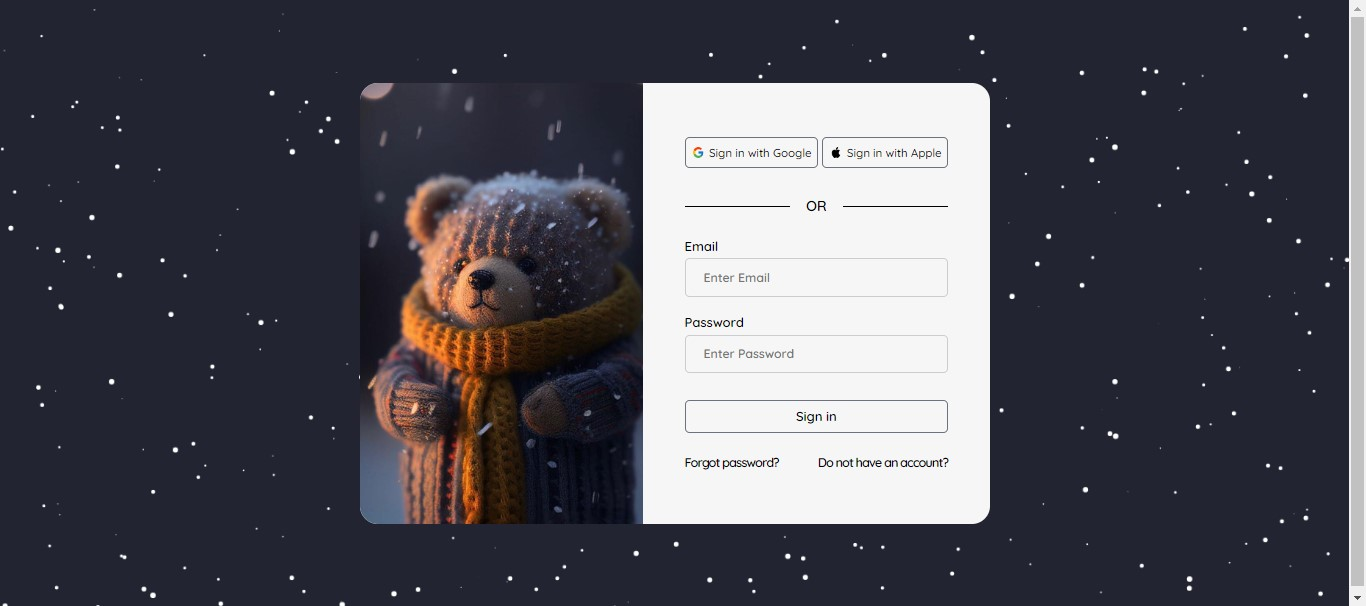 Sign in with Google Sign in with Apple
OR
Email
Enter Email
Password
Enter Password
Sign in
Forgot password? Do not have an account?